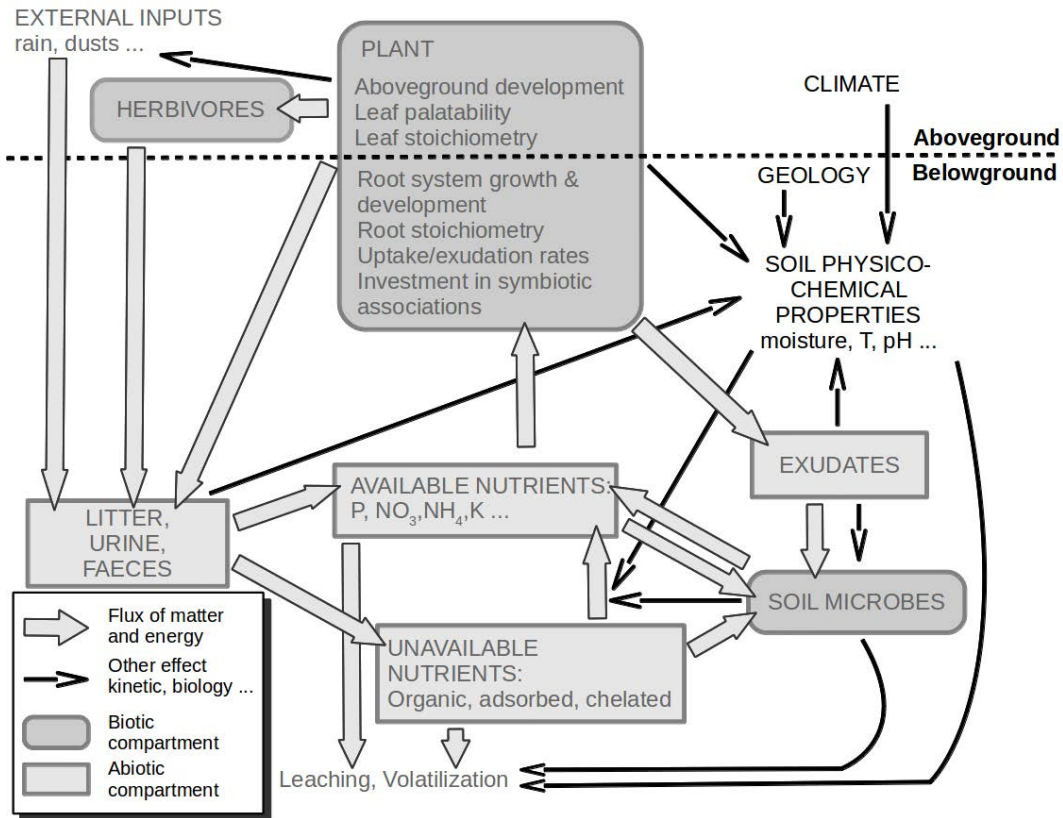 EXTERNAL INPUTS
rain, dusts ...
HERBIVORES
PLANT
Aboveground development
Leaf palatability
Leaf stoichiometry
Root system growth &
development
Root stoichiometry
Uptake/exudation rates
Investment in symbiotic
associations
CLIMATE
Aboveground
Belowground
GEOLOGY
SOIL PHYSICO-
CHEMICAL
PROPERTIES
moisture, T, pH ...
EXUDATES
AVAILABLE NUTRIENTS:
P, NO₃,NH₄,K ...
LITTER,
URINE,
FAECES
SOIL MICROBES
UNAVAILABLE
NUTRIENTS:
Organic, adsorbed, chelated
Leaching, Volatilization
Flux of matter
and energy
Other effect
kinetic, biology ...
Biotic
compartment
Abiotic
compartment